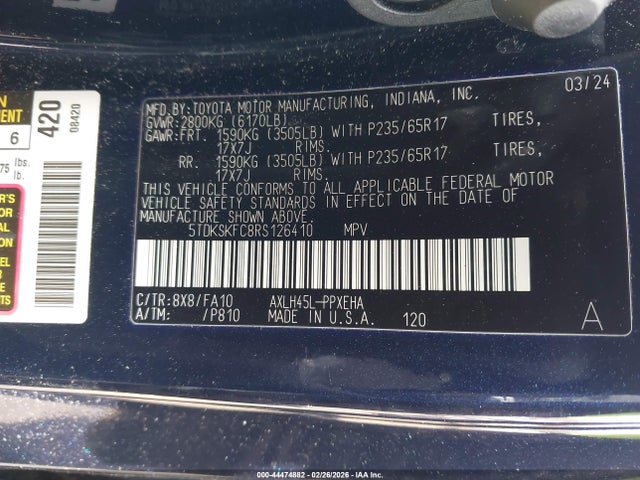 03/24
MFD.BY: TOYOTA MOTOR MANUFACTURING, INDIANA, INC.
GVWR: 2800KG (6170LB)
GAWR:FRT. 1590KG (3505LB) WITH P235/65R17 TIRES,
17X7J RIMS.
RR. 1590KG (3505LB) WITH P235/65R17 TIRES,
17X7J RIMS.
THIS VEHICLE CONFORMS TO ALL APPLICABLE FEDERAL MOTOR
VEHICLE SAFETY STANDARDS IN EFFECT ON THE DATE OF
MANUFACTURE SHOWN ABOVE.
5TDKSKFC8RS126410 MPV
C/TR: 8X8/FA10 AXLH45L-PPXEHA
A/TM: /P810 MADE IN U.S.A. 120
A
6
420
08420
lbs.
lb.
000-44474882 - 02/26/2026 - IAA Inc.